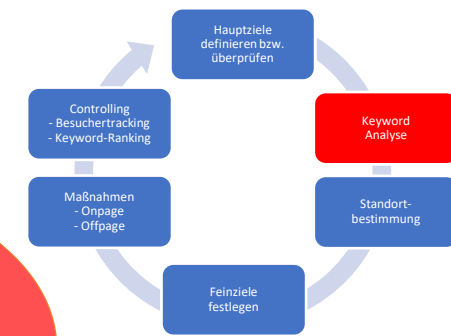 Hauptziele
definieren bzw.
überprüfen
Keyword
Analyse
Standort-
bestimmung
Feinziele
festlegen
Maßnahmen
- Onpage
- Offpage
Controlling
- Besuchertracking
- Keyword-Ranking